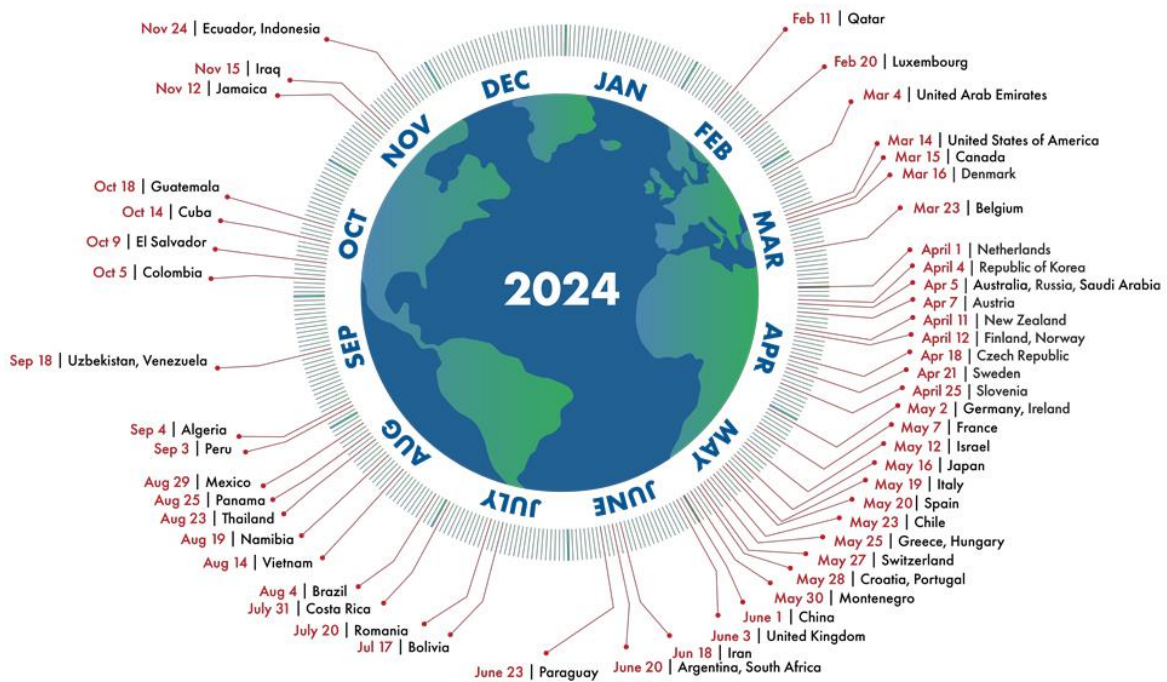 DEC
JAN
FEB
MAR
APR
MAY
JUNE
JULY
AUG
SEP
OCT
NOV
2024
Feb 11 | Qatar
Feb 20 | Luxembourg
Mar 4 | United Arab Emirates
Mar 14 | United States of America
Mar 15 | Canada
Mar 16 | Denmark
Mar 23 | Belgium
April 1 | Netherlands
April 4 | Republic of Korea
Apr 5 | Australia, Russia, Saudi Arabia
Apr 7 | Austria
April 11 | New Zealand
April 12 | Finland, Norway
Apr 18 | Czech Republic
Apr 21 | Sweden
April 25 | Slovenia
May 2 | Germany, Ireland
May 7 | France
May 12 | Israel
May 16 | Japan
May 19 | Italy
May 20 | Spain
May 23 | Chile
May 25 | Greece, Hungary
May 27 | Switzerland
May 28 | Croatia, Portugal
May 30 | Montenegro
June 1 | China
June 3 | United Kingdom
Jun 18 | Iran
June 20 | Argentina, South Africa
June 23 | Paraguay
Jul 17 | Bolivia
July 20 | Romania
July 31 | Costa Rica
Aug 4 | Brazil
Aug 14 | Vietnam
Aug 19 | Namibia
Aug 23 | Thailand
Aug 25 | Panama
Aug 29 | Mexico
Sep 3 | Peru
Sep 4 | Algeria
Sep 18 | Uzbekistan, Venezuela
Oct 5 | Colombia
Oct 9 | El Salvador
Oct 14 | Cuba
Oct 18 | Guatemala
Nov 12 | Jamaica
Nov 15 | Iraq
Nov 24 | Ecuador, Indonesia